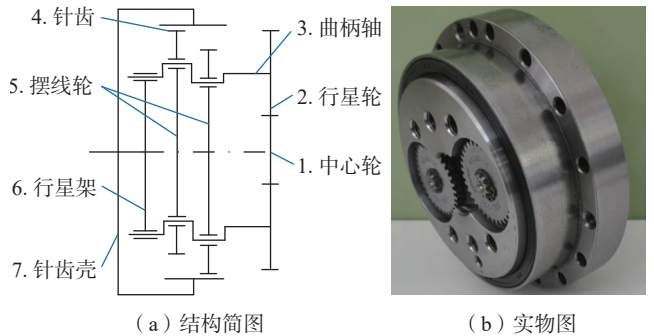 4. 针齿
3. 曲柄轴
5. 摆线轮
2. 行星轮
1. 中心轮
6. 行星架
7. 针齿壳
（a）结构简图
（b）实物图